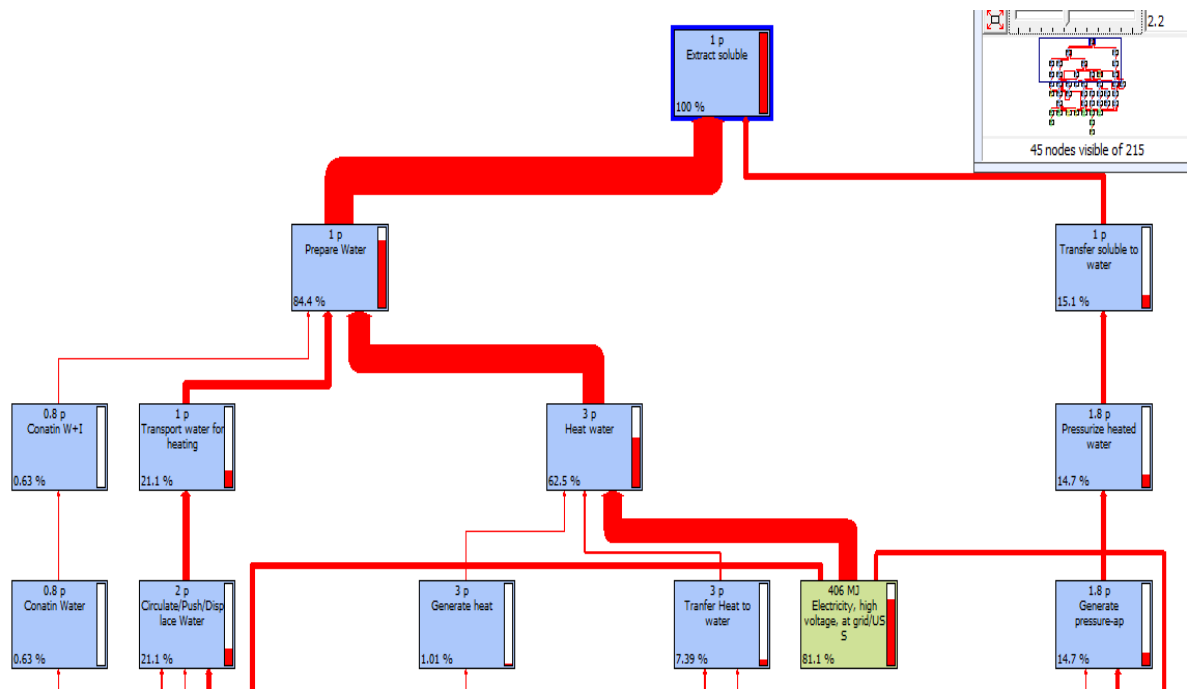 2.2
45 nodes visible of 215
1 p
Extract soluble
100 %
1 p
Prepare Water
84.4 %
1 p
Transfer soluble to
water
15.1 %
0.8 p
Conatin W+I
0.63 %
1 p
Transport water for
heating
21.1 %
3 p
Heat water
62.5 %
1.8 p
Pressurize heated
water
14.7 %
0.8 p
Conatin Water
0.63 %
2 p
Circulate/Push/Disp
lace Water
21.1 %
3 p
Generate heat
1.01 %
3 p
Tranfer Heat to
water
7.39 %
406 MJ
Electricity, high
voltage, at grid/US
S
81.1 %
1.8 p
Generate
pressure-ap
14.7 %